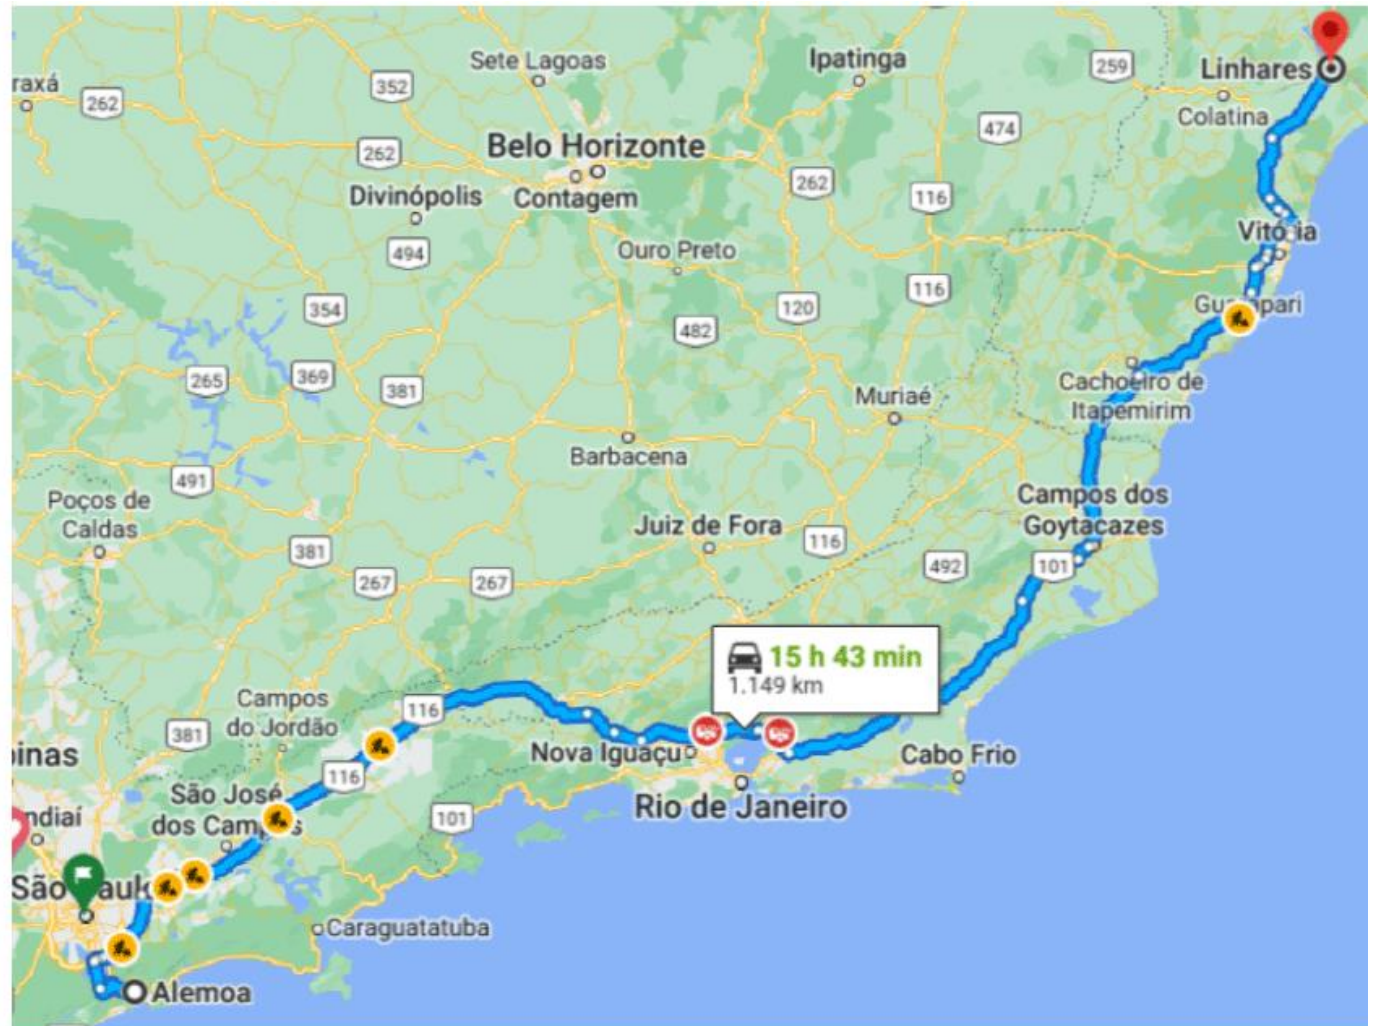 Sete Lagoas
Ipatinga
259
Linhares
raxá
262
352
Colatina
474
262
Belo Horizonte
Divinópolis
Contagem
262
116
494
Ouro Preto
Vitó ia
116
354
120
Gu apari
482
265
369
381
Muriaé
Cachoeiro de
Itapemirim
Barbacena
491
Poços de
Caldas
Campos dos
Goytacazes
Juiz de Fora
381
116
267
267
492
101
15 h 43 min
1.149 km
Campos
do Jordão
116
381
inas
Nova Iguaçu
Cabo Frio
116
São José
dos Camp s
Rio de Janeiro
101
ndiaí
São aul
Caraguatatuba
Alemoa